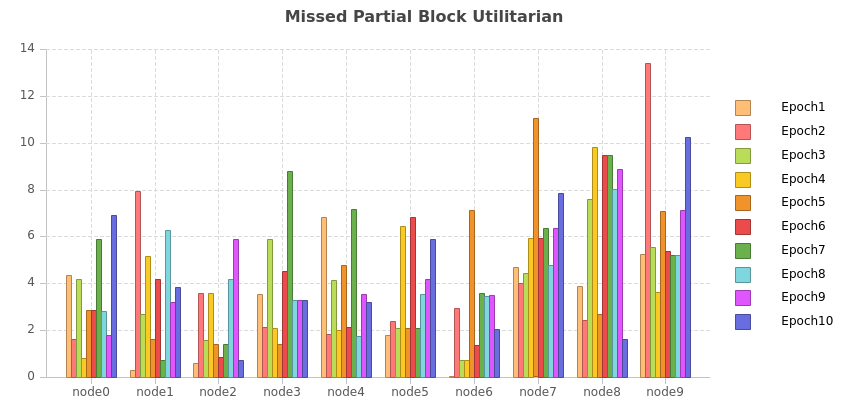 Missed Partial Block Utilitarian
14
12
10
8
6
4
2
0
node0 node1 node2 node3 node4 node5 node6 node7 node8 node9
Epoch1
Epoch2
Epoch3
Epoch4
Epoch5
Epoch6
Epoch7
Epoch8
Epoch9
Epoch10